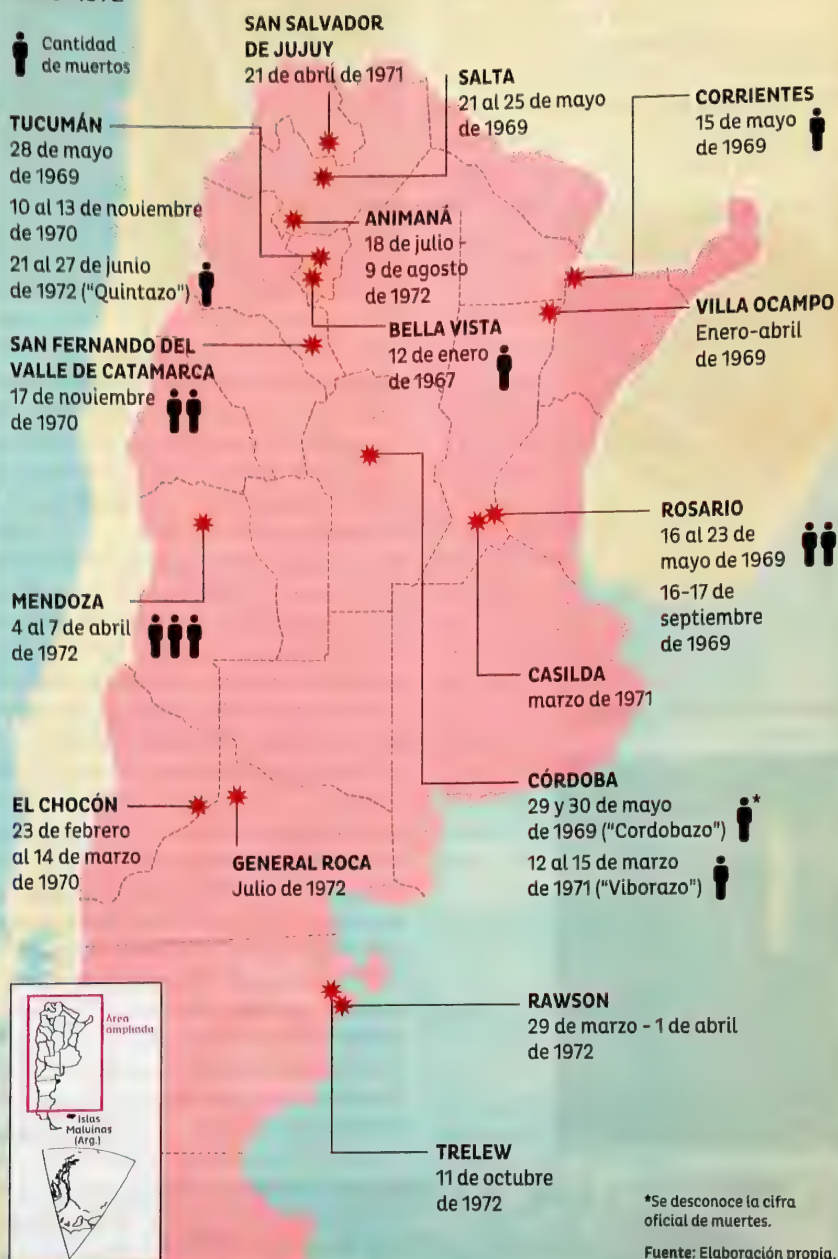 Cantidad
de muertos
SAN SALVADOR
DE JUJUY
21 de abril de 1971
SALTA
21 al 25 de mayo
de 1969
CORRIENTES
15 de mayo
de 1969
TUCUMÁN
28 de mayo
de 1969
10 al 13 de noviembre
de 1970
21 al 27 de junio
de 1972 ("Quintazo")
ANIMANÁ
18 de julio -
9 de agosto
de 1972
BELLA VISTA
12 de enero
de 1967
VILLA OCAMPO
Enero-abril
de 1969
SAN FERNANDO DEL
VALLE DE CATAMARCA
17 de noviembre
de 1970
ROSARIO
16 al 23 de
mayo de 1969
16-17 de
septiembre
de 1969
MENDOZA
4 al 7 de abril
de 1972
CASILDA
marzo de 1971
CÓRDOBA
29 y 30 de mayo
de 1969 ("Cordobazo") *
12 al 15 de marzo
de 1971 ("Viborazo")
EL CHOCÓN
23 de febrero
al 14 de marzo
de 1970
GENERAL ROCA
Julio de 1972
RAWSON
29 de marzo - 1 de abril
de 1972
TRELEW
11 de octubre
de 1972
Área
ampliada
Islas
Malvinas
(Arg.)
*Se desconoce la cifra
oficial de muertes.
Fuente: Elaboración propia.